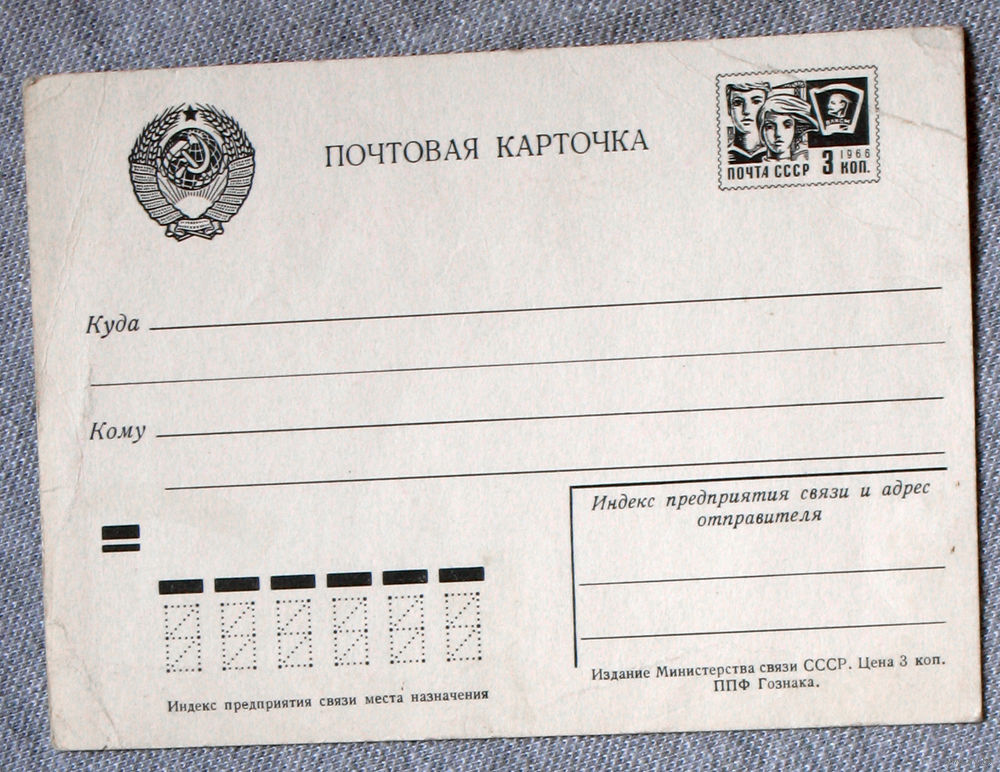 ПОЧТОВАЯ КАРТОЧКА
ВЛКСМ
1966
ПОЧТА СССР 3 КОП.
Куда
Кому
Индекс предприятия связи и адрес
отправителя
Индекс предприятия связи места назначения
Издание Министерства связи СССР. Цена 3 коп.
ППФ Гознака.